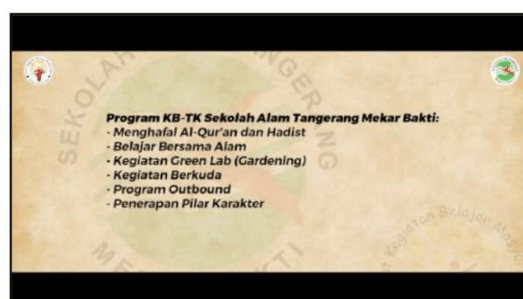 Program KB-TK Sekolah Alam Tangerang Mekar Bakti:
- Menghafal Al-Qur'an dan Hadist
- Belajar Bersama Alam
- Kegiatan Green Lab (Gardening)
- Kegiatan Berkuda
- Program Outbound
- Penerapan Pilar Karakter